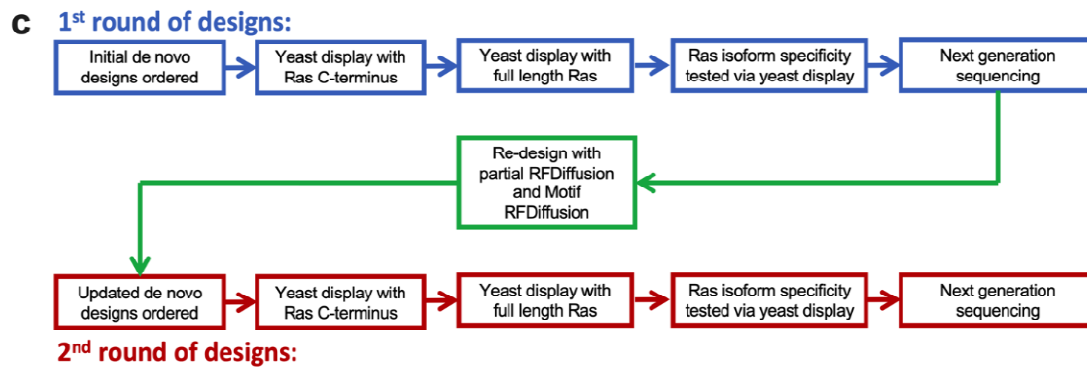 c
1st round of designs:
Initial de novo
designs ordered
Yeast display with
Ras C-terminus
Yeast display with
full length Ras
Ras isoform specificity
tested via yeast display
Next generation
sequencing
Re-design with
partial RFDiffusion
and Motif
RFDiffusion
Updated de novo
designs ordered
Yeast display with
Ras C-terminus
Yeast display with
full length Ras
Ras isoform specificity
tested via yeast display
Next generation
sequencing
2nd round of designs: